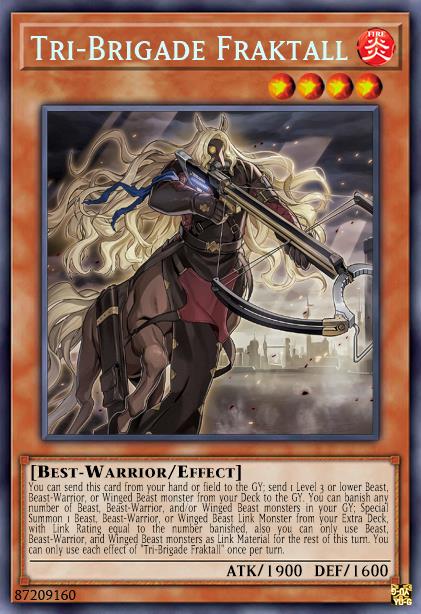 Tri-Brigade Fraktall
FIRE
炎
[Best-Warrior/Effect]
You can send this card from your hand or field to the GY; send 1 Level 3 or lower Beast,
Beast-Warrior, or Winged Beast monster from your Deck to the GY. You can banish any
number of Beast, Beast-Warrior, and/or Winged Beast monsters in your GY; Special
Summon 1 Beast, Beast-Warrior, or Winged Beast Link Monster from your Extra Deck,
with Link Rating equal to the number banished, also you can only use Beast,
Beast-Warrior, and Winged Beast monsters as Link Material for the rest of this turn. You
can only use each effect of "Tri-Brigade Fraktall" once per turn.
ATK/1900 DEF/1600
87209160